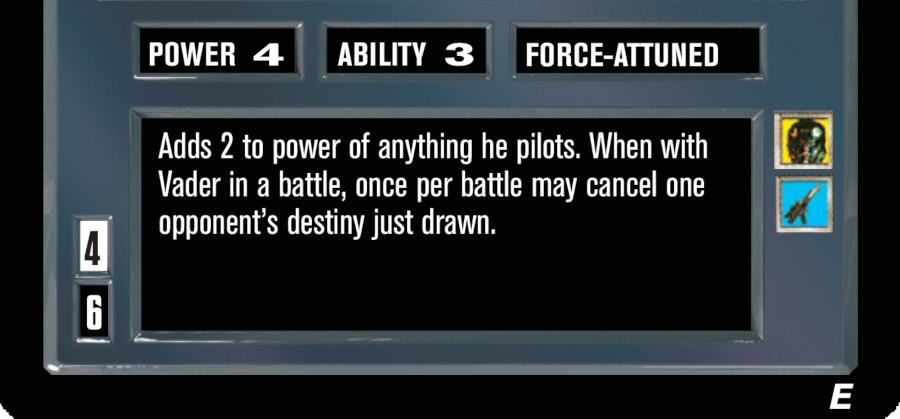 POWER 4 ABILITY 3 FORCE-ATTUNED
Adds 2 to power of anything he pilots. When with
Vader in a battle, once per battle may cancel one
opponent's destiny just drawn.
4
6
E